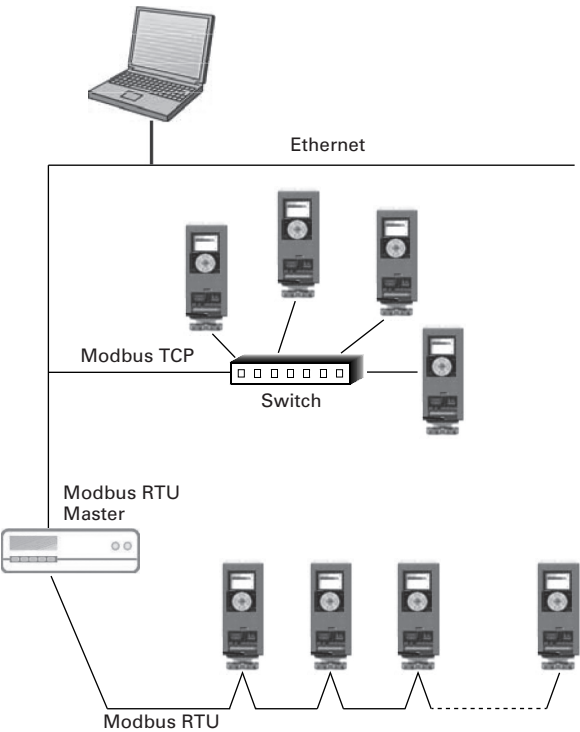 Ethernet
Modbus TCP
Switch
Modbus RTU
Master
Modbus RTU